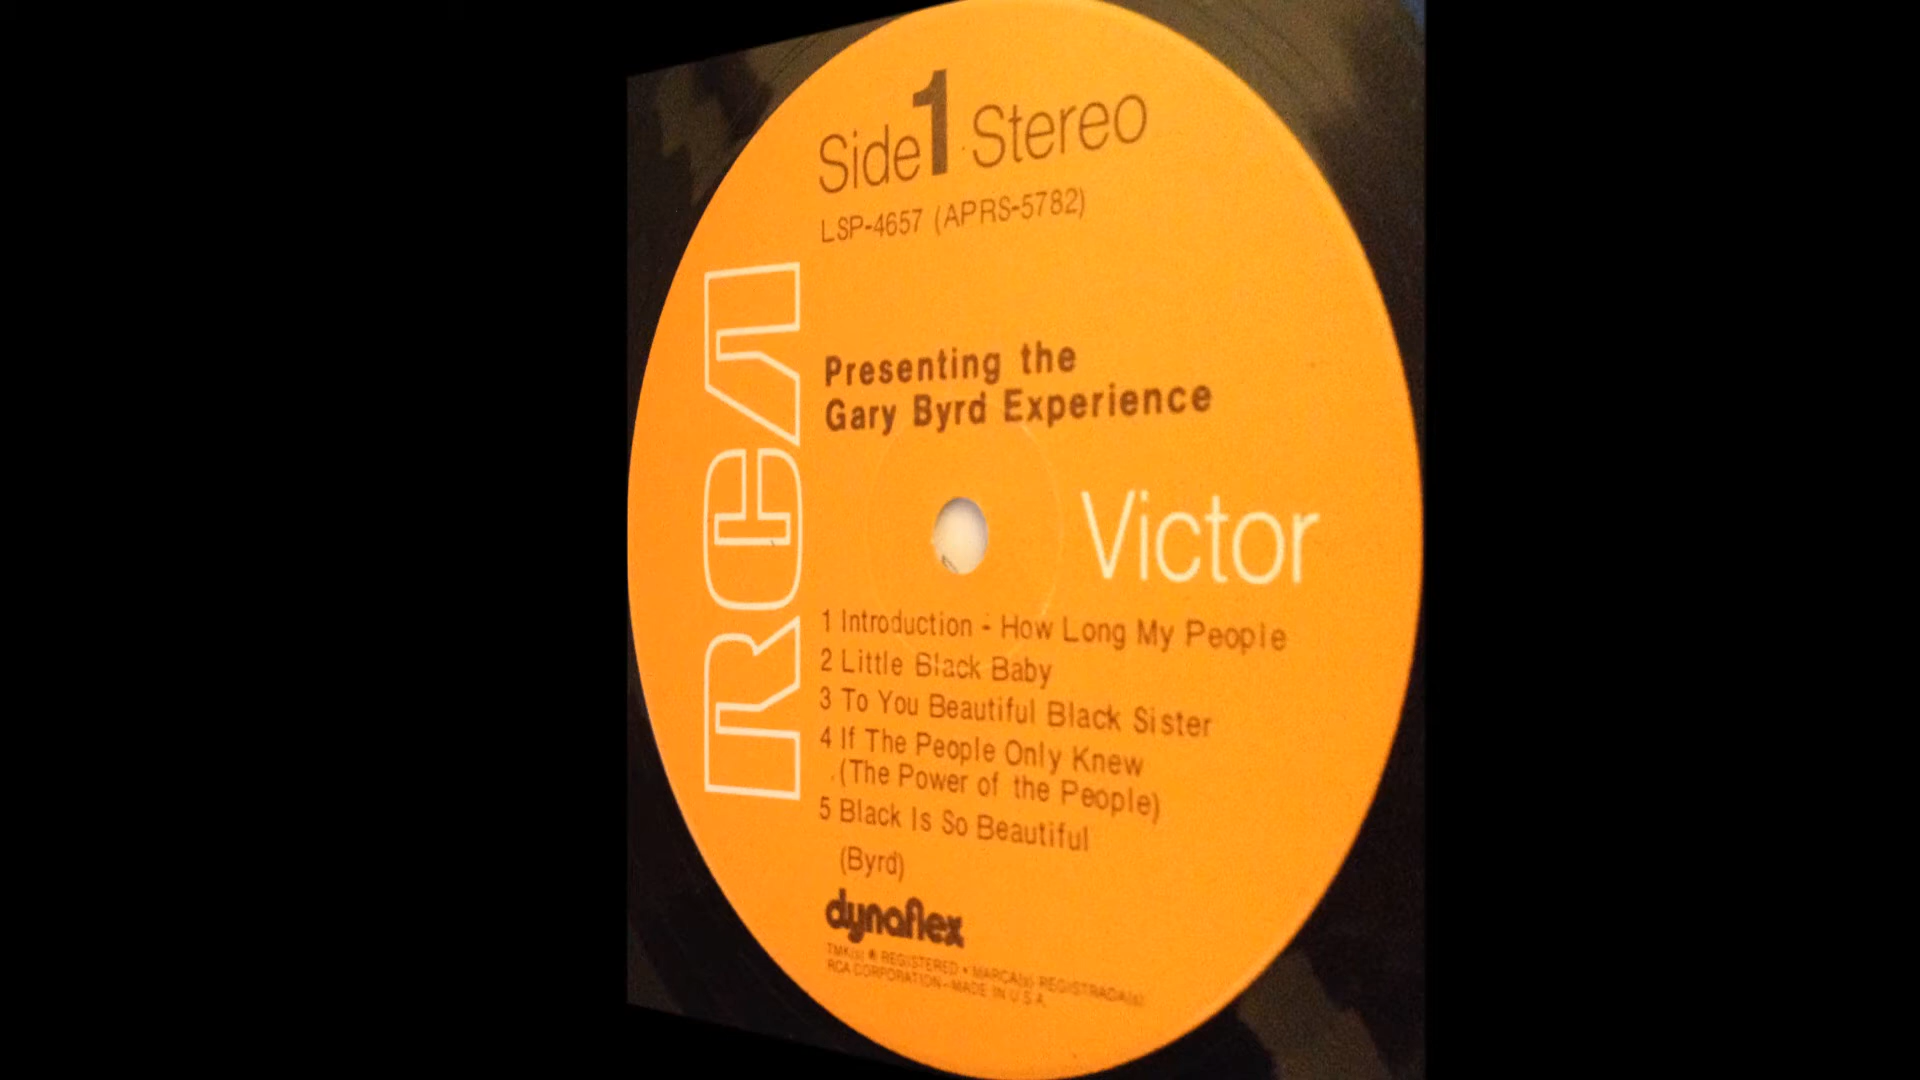 Side 1 Stereo
LSP-4657 (APRS-5782)
RCA
Presenting the
Gary Byrd Experience
Victor
1 Introduction - How Long My People
2 Little Black Baby
3 To You Beautiful Black Sister
4 If The People Only Knew
(The Power of the People)
5 Black Is So Beautiful
(Byrd)
dynaflex
TMK(s) ® REGISTERED • MARCA(s) REGISTRADA(s)
RCA CORPORATION-MADE IN U.S.A.